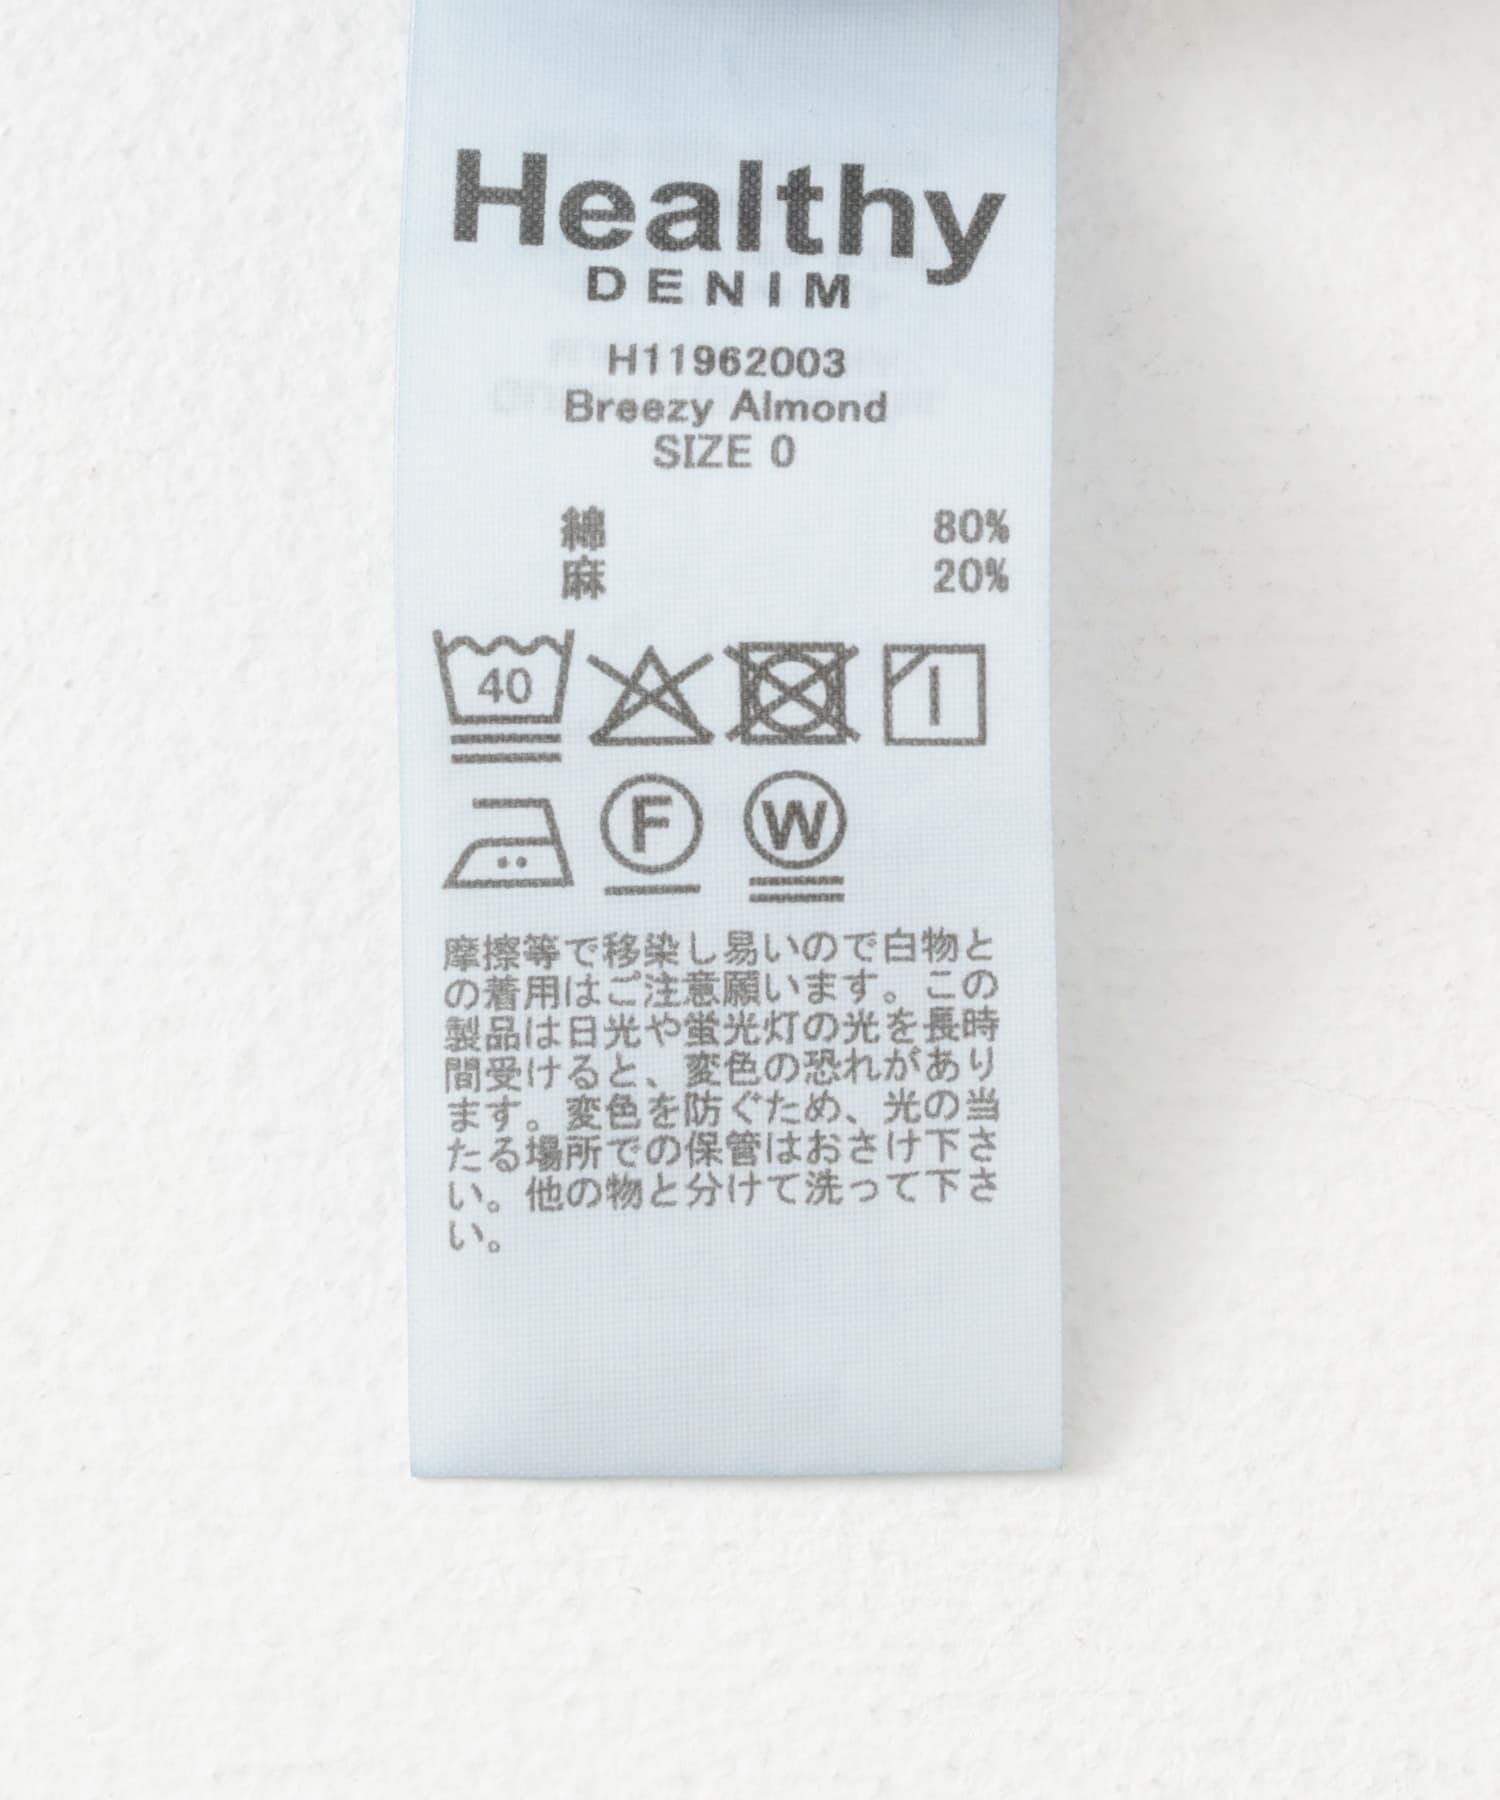 Healthy
DENIM
H11962003
Breezy Almond
SIZE 0
綿 80%
麻 20%
40
F
W
摩擦等で移染し易いので白物と
の着用はご注意願います。この
製品は日光や蛍光灯の光を長時
間受けると、変色の恐れがあり
ます。変色を防ぐため、光の当
たる場所での保管はおさけ下さ
い。他の物と分けて洗って下さ
い。